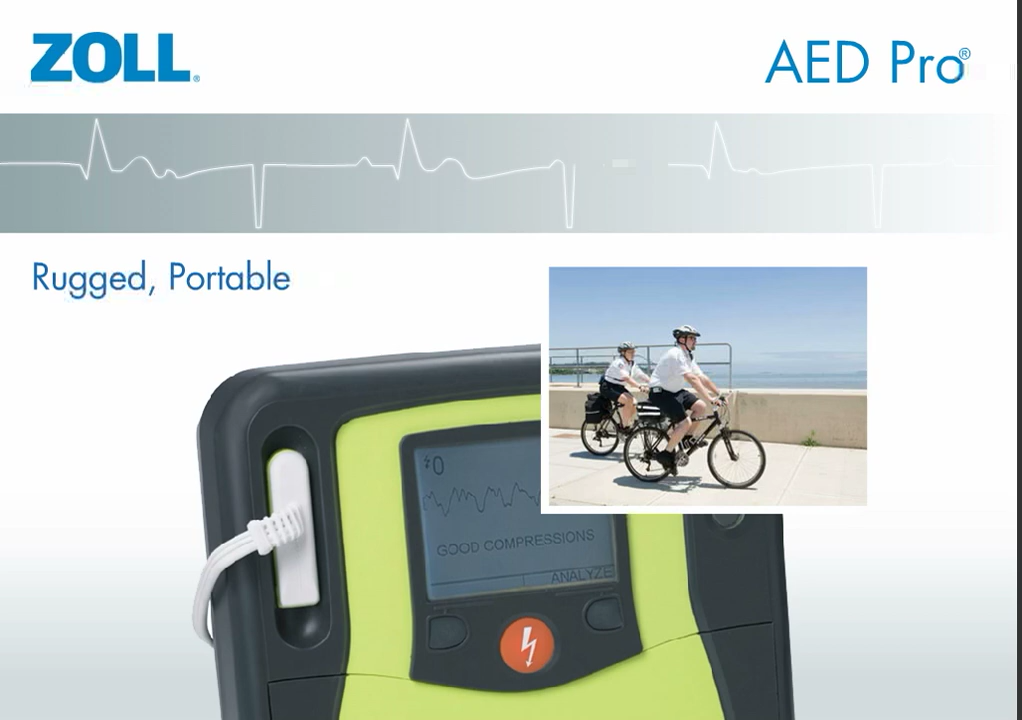 ZOLL®
AED Pro®
Rugged, Portable
0
GOOD COMPRESSIONS
ANALYZE